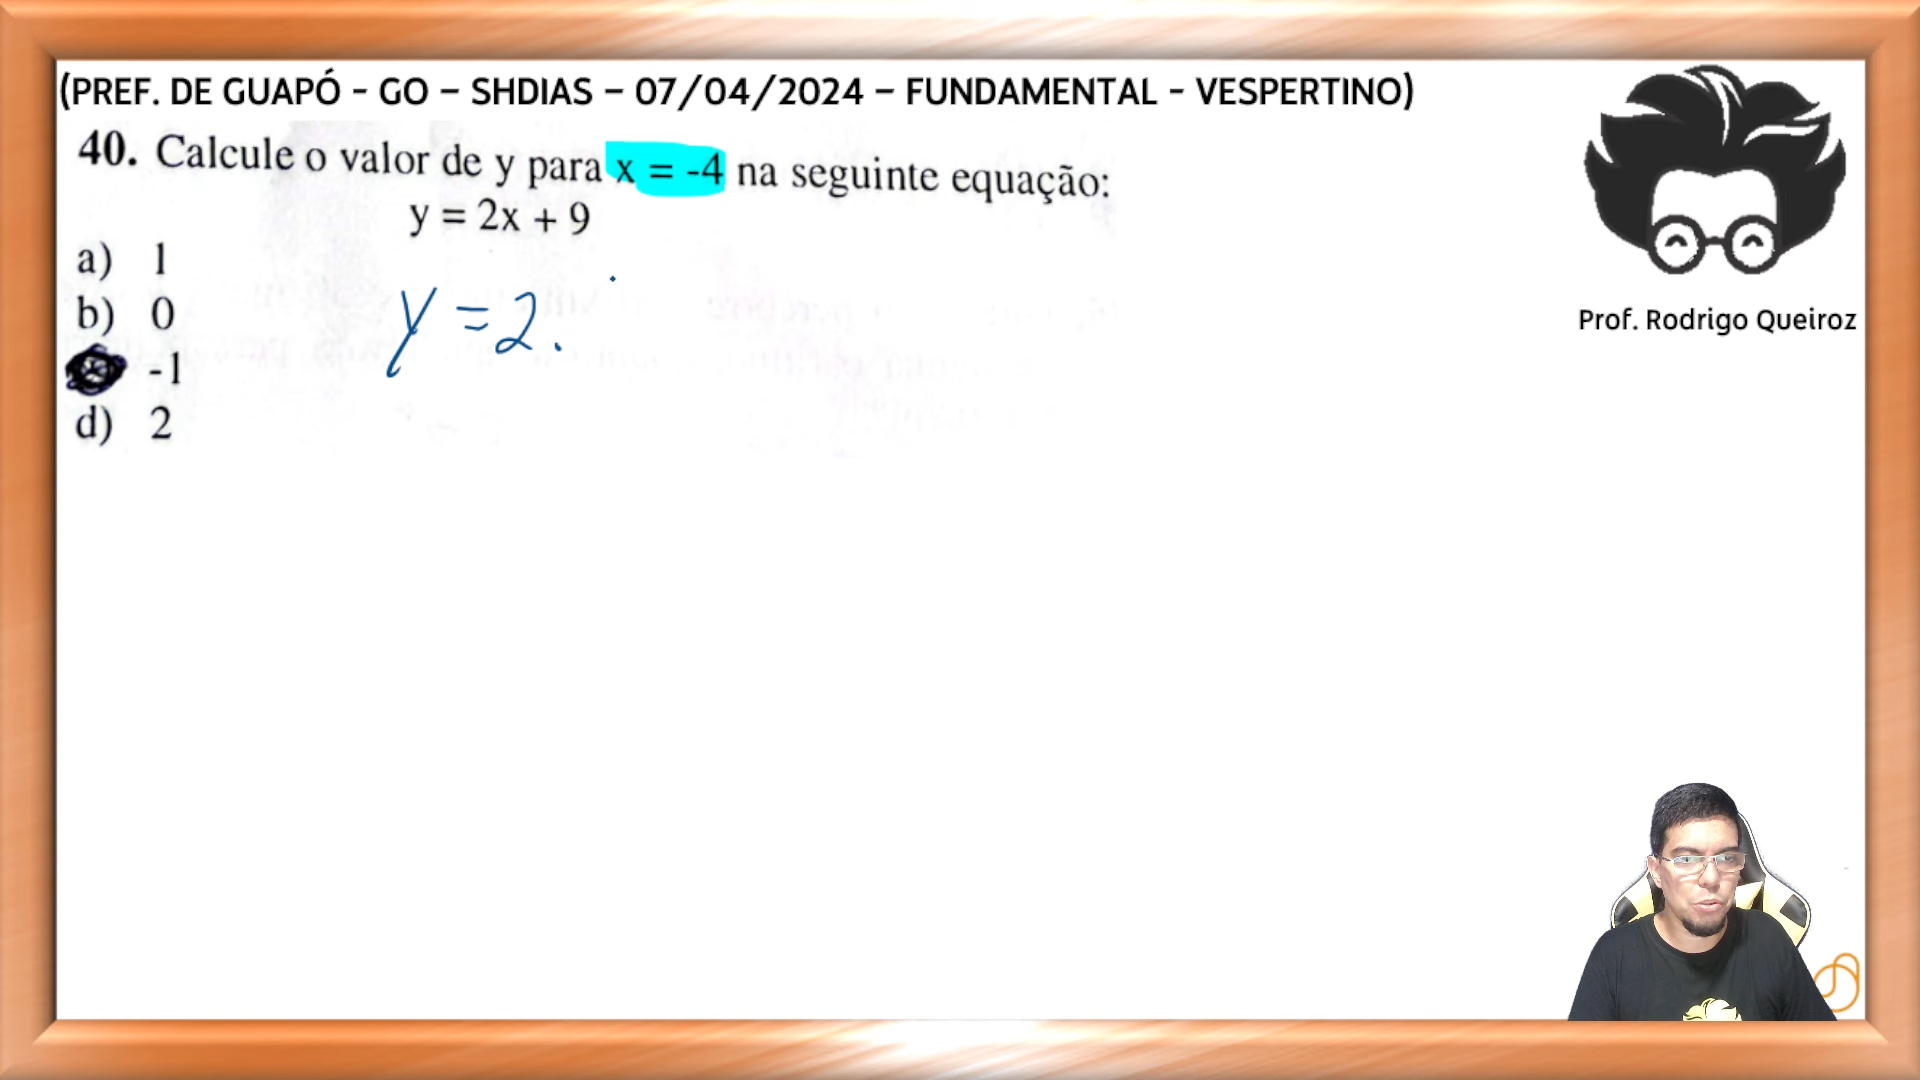 (PREF. DE GUAPÓ - GO – SHDIAS – 07/04/2024 – FUNDAMENTAL - VESPERTINO)
40. Calcule o valor de y para x = -4 na seguinte equação:
y = 2x + 9
a) 1
b) 0
-1
d) 2
y = 2 .
Prof. Rodrigo Queiroz